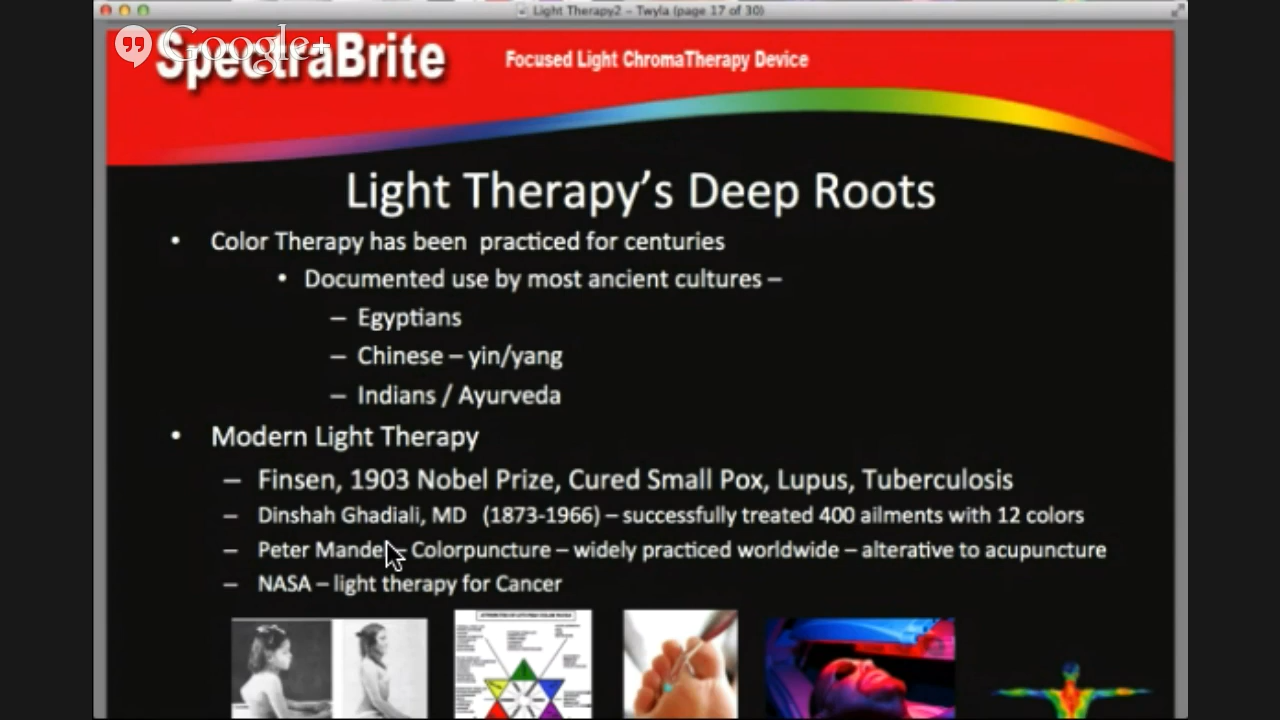 Light Therapy2 – Twyla (page 17 of 30)
Google+
SpectraBrite
Focused Light ChromaTherapy Device
Light Therapy's Deep Roots
• Color Therapy has been practiced for centuries
• Documented use by most ancient cultures –
– Egyptians
– Chinese – yin/yang
– Indians / Ayurveda
• Modern Light Therapy
– Finsen, 1903 Nobel Prize, Cured Small Pox, Lupus, Tuberculosis
– Dinshah Ghadiali, MD (1873-1966) – successfully treated 400 ailments with 12 colors
– Peter Mandel – Colorpuncture – widely practiced worldwide – alterative to acupuncture
– NASA – light therapy for Cancer